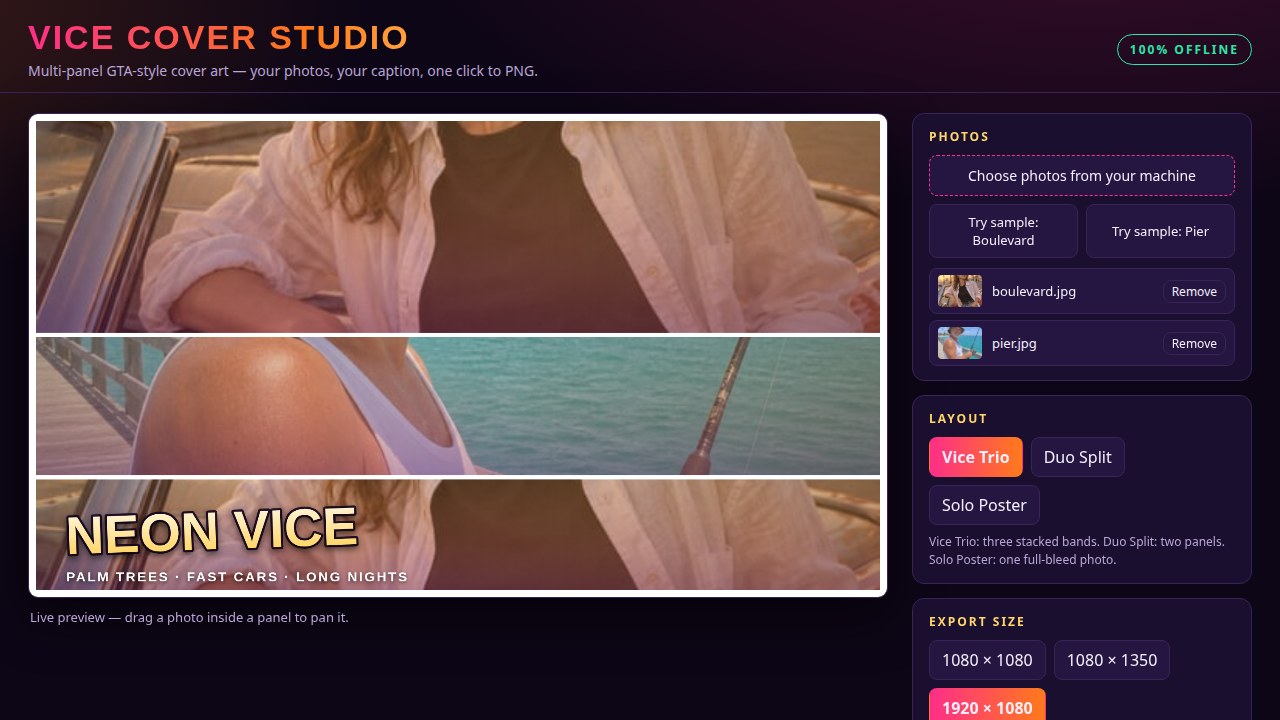 VICE COVER STUDIO
Multi-panel GTA-style cover art — your photos, your caption, one click to PNG.
100% OFFLINE
NEON VICE
PALM TREES · FAST CARS · LONG NIGHTS
Live preview — drag a photo inside a panel to pan it.
PHOTOS
Choose photos from your machine
Try sample:
Boulevard
Try sample: Pier
boulevard.jpg
Remove
pier.jpg
Remove
LAYOUT
Vice Trio
Duo Split
Solo Poster
Vice Trio: three stacked bands. Duo Split: two panels.
Solo Poster: one full-bleed photo.
EXPORT SIZE
1080 × 1080
1080 × 1350
1920 × 1080